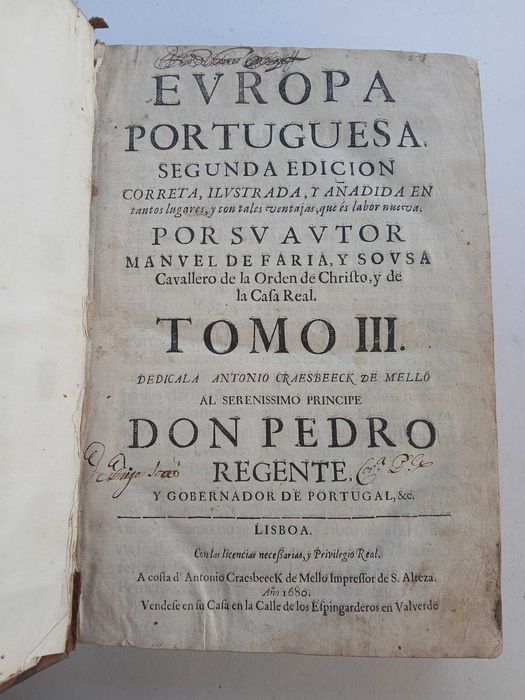 EVROPA
PORTUGUESA.
SEGUNDA EDICION
CORRETA, ILVSTRADA, Y AÑADIDA EN
tantos lugares, y con tales ventajas, que és labor nueva.
POR SV AVTOR
MANVEL DE FARIA, Y SOVSA
Cavallero de la Orden de Chriſto, y de
la Caſa Real.
TOMO III.
DEDICALA ANTONIO CRAESBEECK DE MELLŌ
AL SERENISSIMO PRINCIPE
DON PEDRO
REGENTE,
Y GOBERNADOR DE PORTUGAL, &c.
LISBOA.
Con las licencias neceſſarias, y Privilegio Real.
A coſta d' Antonio CraesbeecK de Mello Impreſſor de S. Alteza.
Año 1680.
Vendeſe en ſu Caſa en la Calle de los Eſpingarderos en Valverde